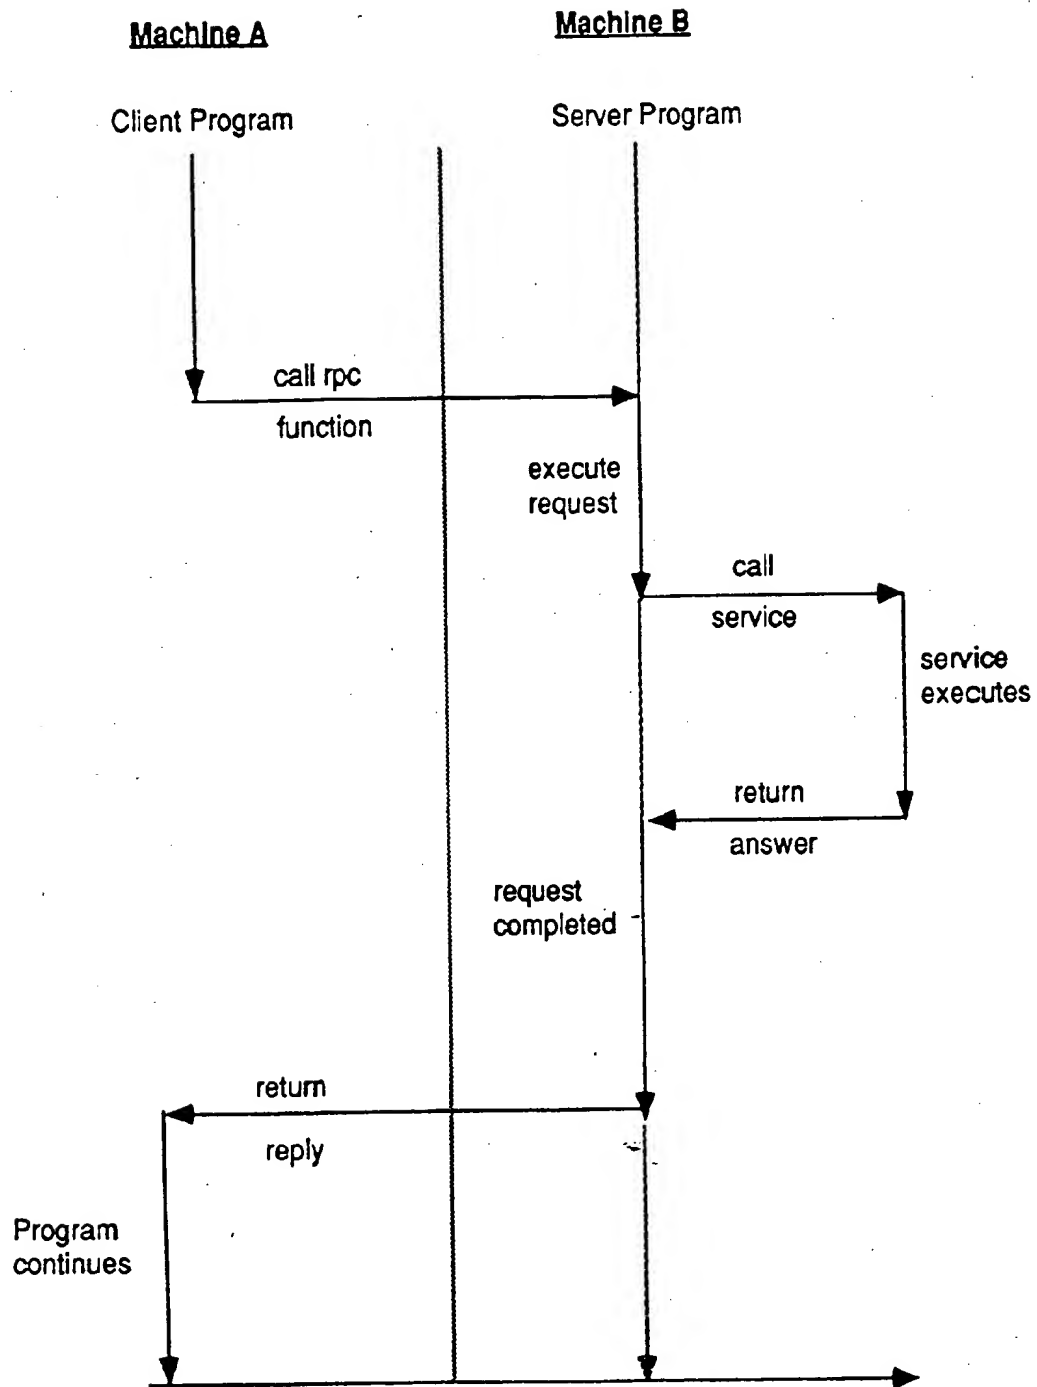 Machine A
Machine B
Client Program
Server Program
call rpc
function
execute
request
call
service
service
executes
return
answer
request
completed
return
reply
Program
continues